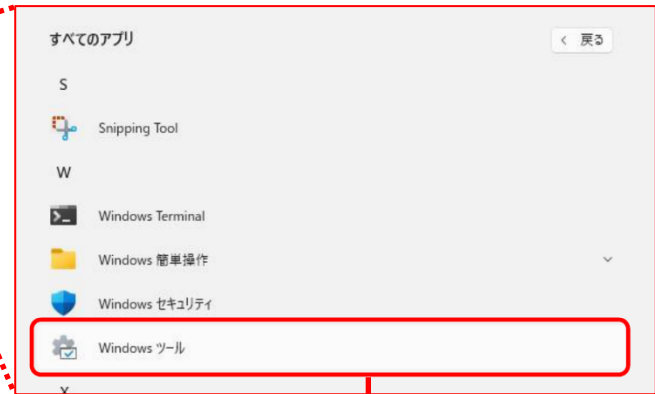 すべてのアプリ
< 戻る
S
Snipping Tool
W
Windows Terminal
Windows 簡単操作
Windows セキュリティ
Windows ツール
X